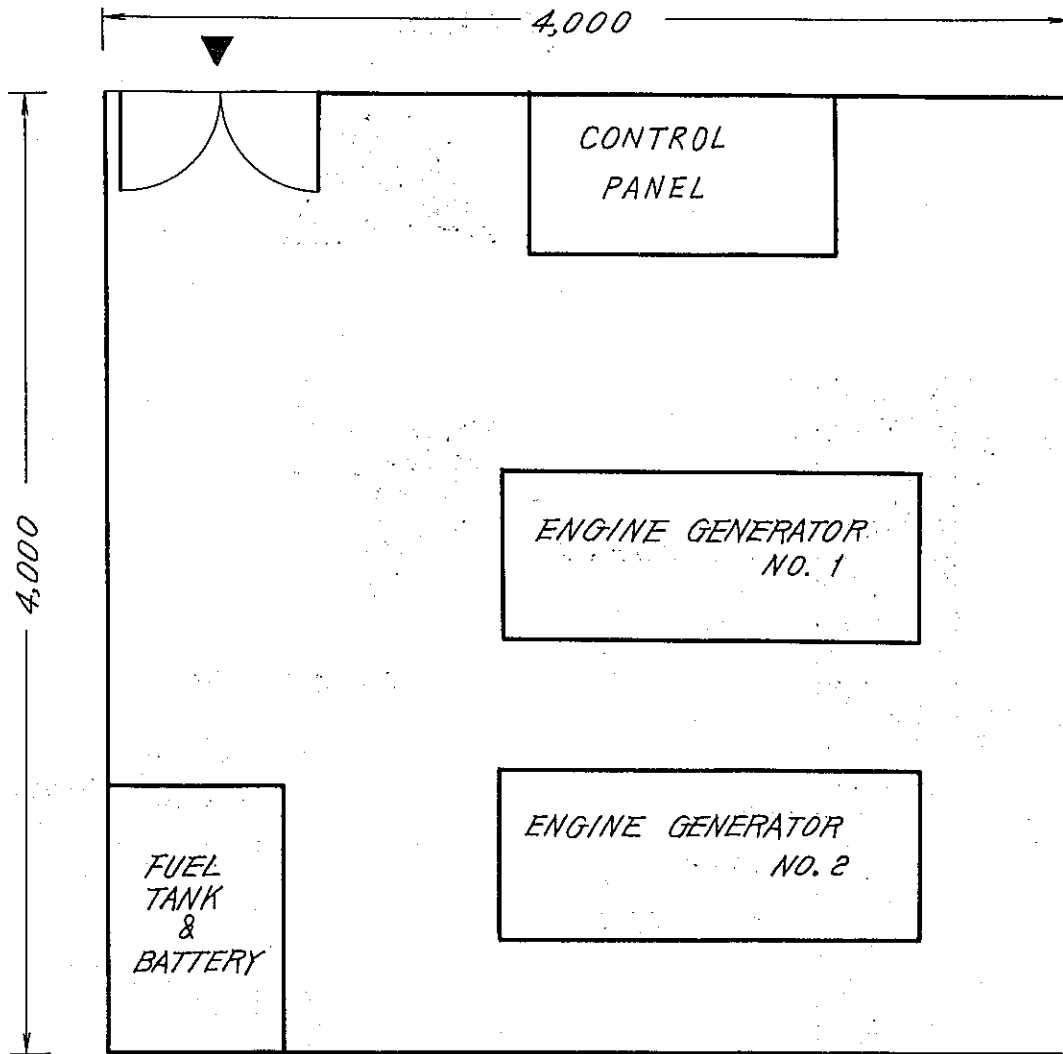 4,000
CONTROL
PANEL
4,000
ENGINE GENERATOR
NO. 1
ENGINE GENERATOR
NO. 2
FUEL
TANK
&
BATTERY